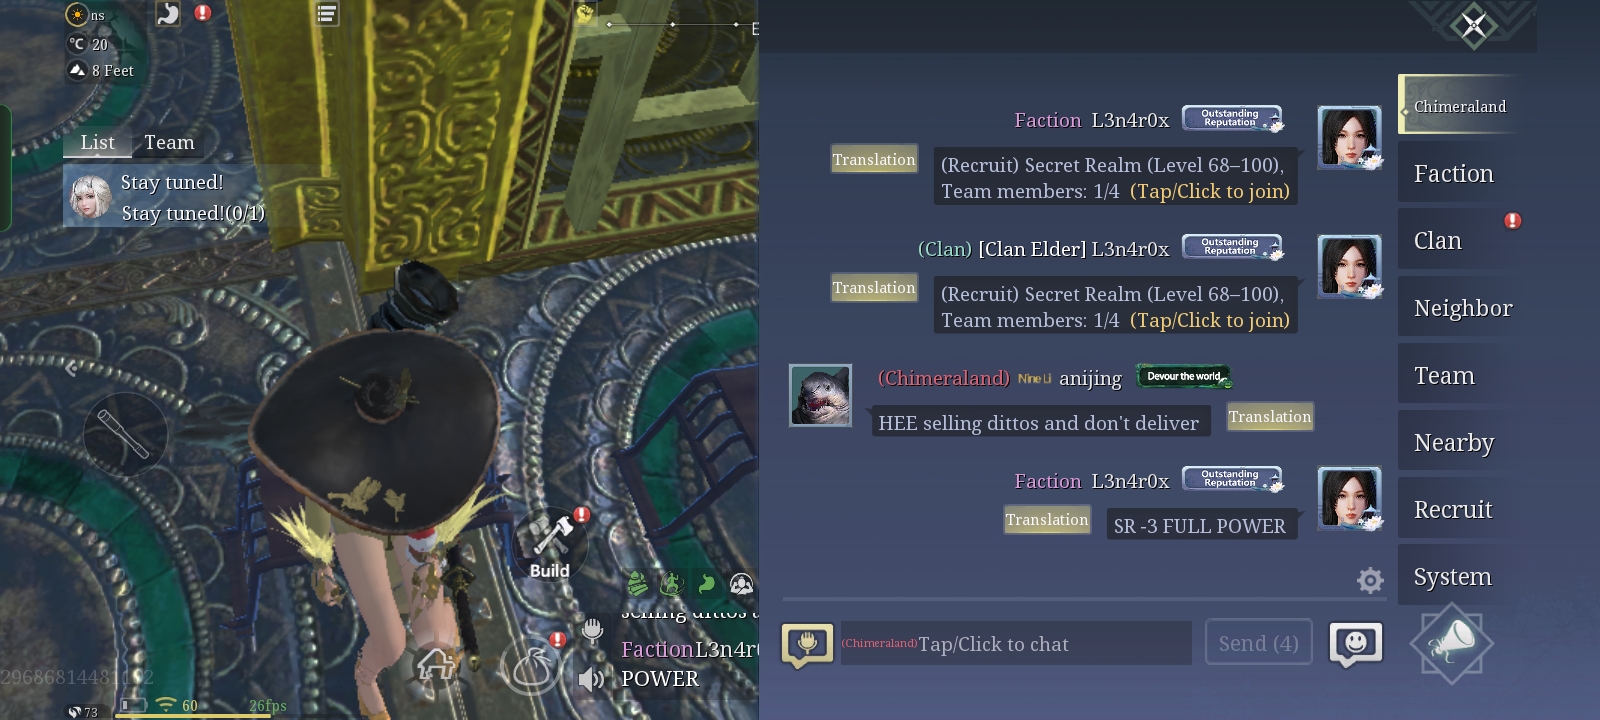 ns
℃ 20
8 Feet
List Team
Stay tuned!
Stay tuned!(0/1)
Build
Faction L3n4r
POWER
60
26fps
73
Faction L3n4r0x Outstanding Reputation
Translation
(Recruit) Secret Realm (Level 68–100),
Team members: 1/4 (Tap/Click to join)
(Clan) [Clan Elder] L3n4r0x Outstanding Reputation
Translation
(Recruit) Secret Realm (Level 68–100),
Team members: 1/4 (Tap/Click to join)
(Chimeraland) Nine Li anijing Devour the world
HEE selling dittos and don't deliver
Translation
Faction L3n4r0x Outstanding Reputation
Translation
SR -3 FULL POWER
(Chimeraland) Tap/Click to chat
Send (4)
Chimeraland
Faction
Clan
Neighbor
Team
Nearby
Recruit
System